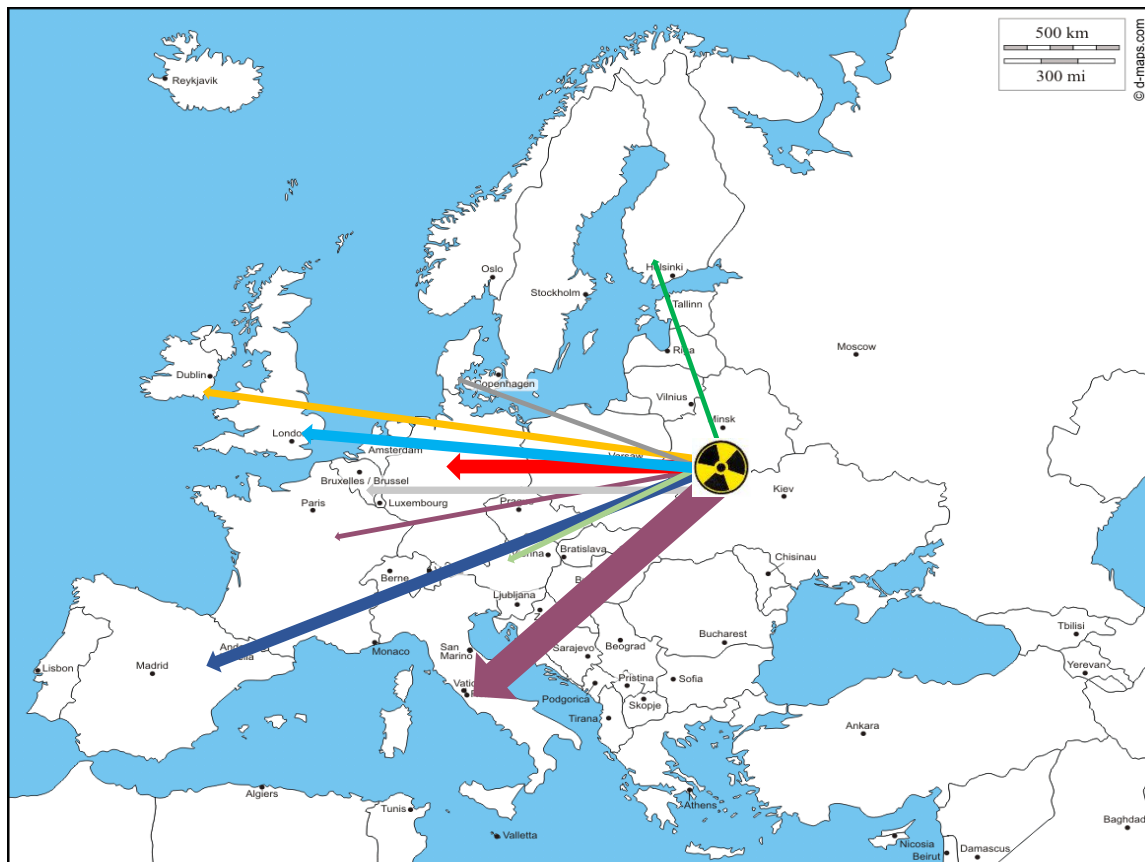 500 km
300 mi
© d-maps.com
Reykjavik
Oslo
Helsinki
Stockholm
Tallinn
Riga
Moscow
Dublin
Copenhagen
Vilnius
Minsk
London
Amsterdam
Bruxelles / Brussel
Kiev
Paris
Luxembourg
Bratislava
Chisinau
Berne
Ljubljana
Tbilisi
Monaco
San
Marino
Sarajevo
Beograd
Bucharest
Lisbon
Madrid
Yerevan
Pristina
Sofia
Podgorica
Skopje
Tirana
Ankara
Algiers
Tunis
Athens
Valletta
Nicosia
Beirut
Damascus
Baghdad